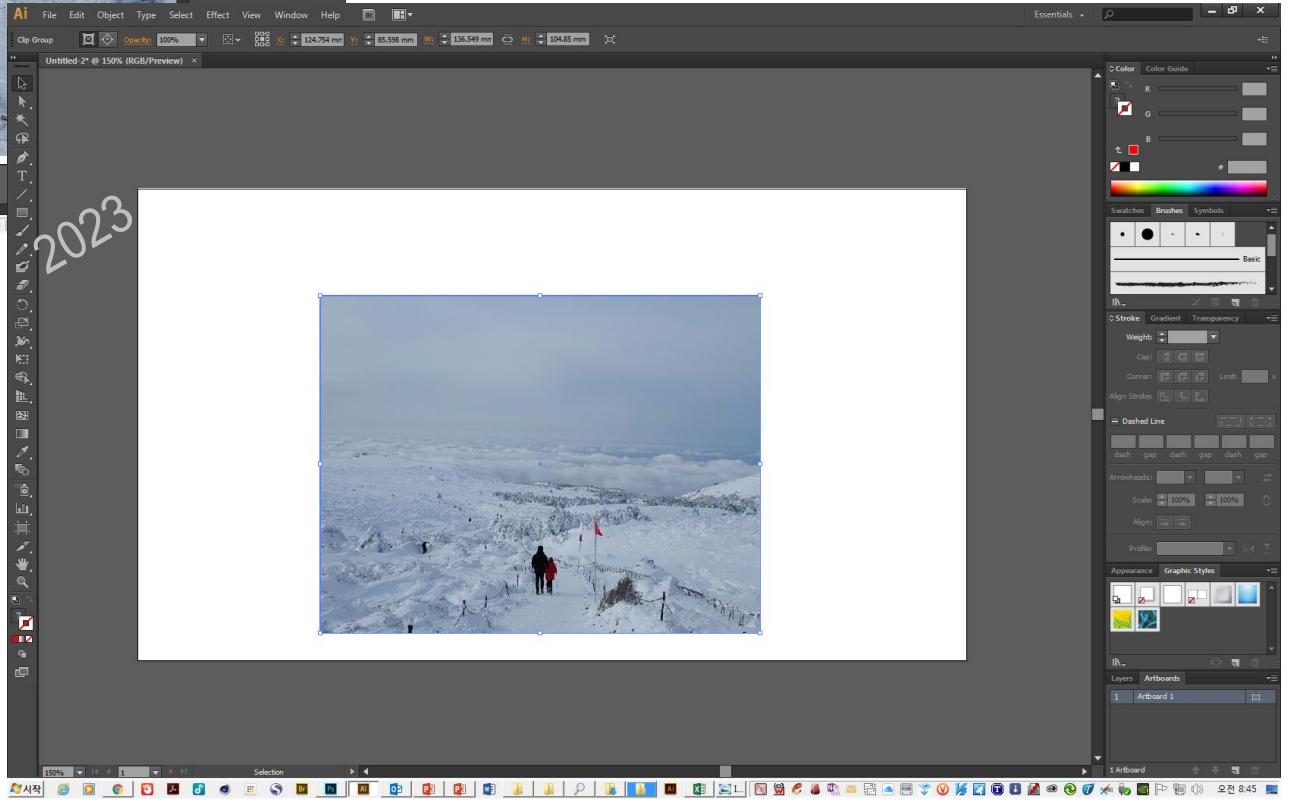 Ai File Edit Object Type Select Effect View Window Help Br Essentials
Clip Group Opacity: 100% X: 124.754 mm Y: 85.598 mm W: 136.549 mm H: 104.85 mm
Untitled-2* @ 150% (RGB/Preview) ×
2023
Color Color Guide
R
G
B
#
Swatches Brushes Symbols
Basic
Stroke Gradient Transparency
Weight:
Cap:
Corner: Limit: x
Align Stroke:
Dashed Line
dash gap dash gap dash gap
Arrowheads:
Scale: 100% 100%
Align:
Profile:
Appearance Graphic Styles
Layers Artboards
1 Artboard 1
1 Artboard
150% 1 Selection
시작 오전 8:45